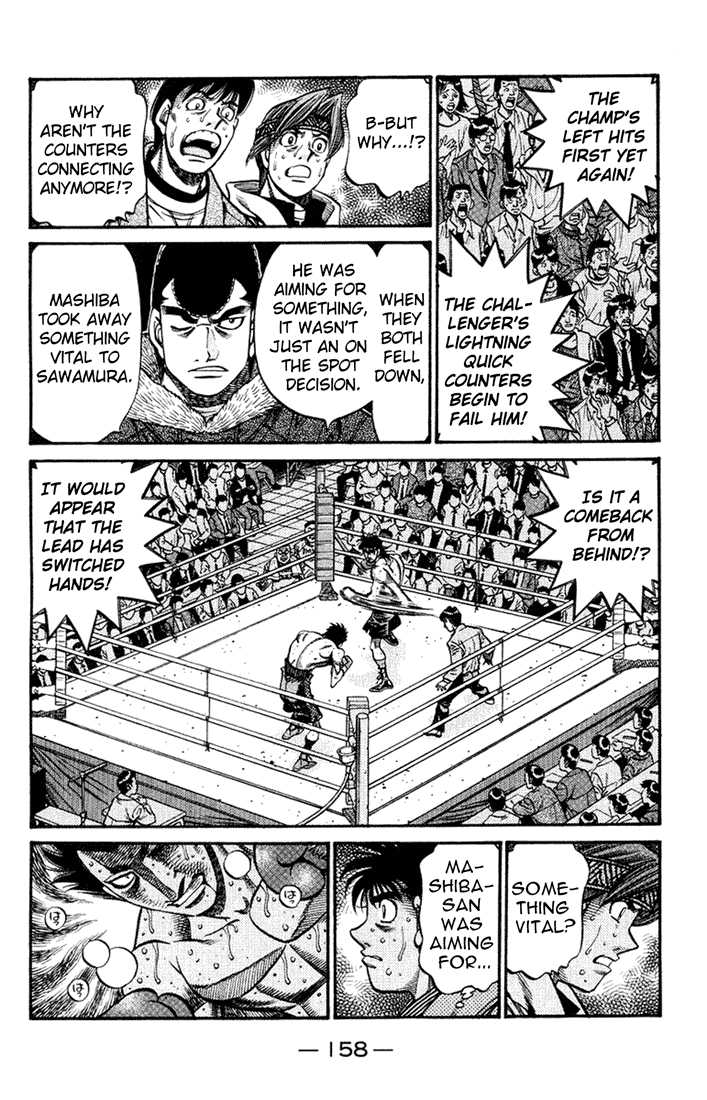 THE
CHAMP'S
LEFT HITS
FIRST YET
AGAIN!
THE CHAL-
LENGER'S
LIGHTNING
QUICK
COUNTERS
BEGIN TO
FAIL HIM!
B-BUT
WHY...!?
WHY
AREN'T THE
COUNTERS
CONNECTING
ANYMORE!?
WHEN
THEY
BOTH
FELL
DOWN,
HE WAS
AIMING FOR
SOMETHING,
IT WASN'T
JUST AN ON
THE SPOT
DECISION.
MASHIBA
TOOK AWAY
SOMETHING
VITAL TO
SAWAMURA.
IS IT A
COMEBACK
FROM
BEHIND!?
IT WOULD
APPEAR
THAT THE
LEAD HAS
SWITCHED
HANDS!
SOME-
THING
VITAL?
MA-
SHIBA-
SAN
WAS
AIMING
FOR...
は
は
は
— 158 —